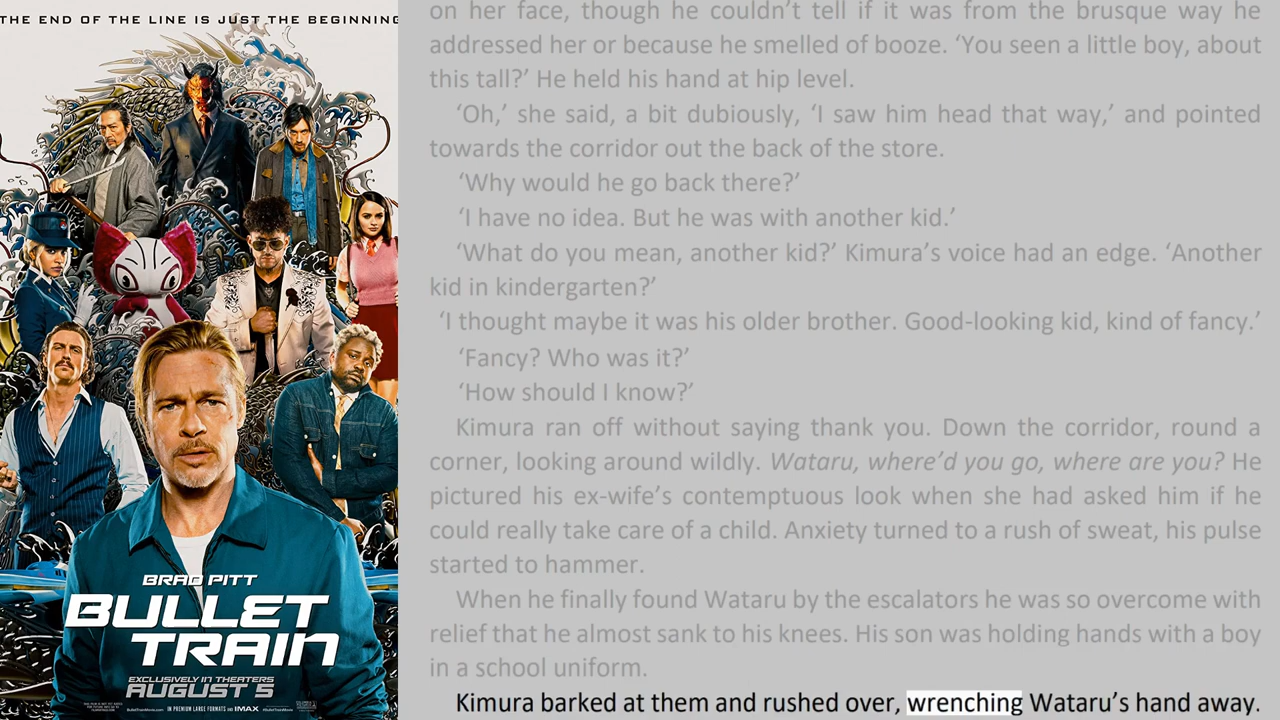 THE END OF THE LINE IS JUST THE BEGINNING
BRAD PITT
BULLET
TRAIN
EXCLUSIVELY IN THEATERS
AUGUST 5
IN PREMIUM LARGE FORMATS AND IMAX
on her face, though he couldn’t tell if it was from the brusque way he
addressed her or because he smelled of booze. ‘You seen a little boy, about
this tall?’ He held his hand at hip level.
‘Oh,’ she said, a bit dubously, ‘I saw him head that way,’ and pointed
towards the corridor out the back of the store.
‘Why would he go back there?’
‘I have no idea. But he was with another kid.’
‘What do you mean, another kid?’ Kimura’s voice had an edge. ‘Another
kid in kindergarten?’
‘I thought maybe it was his older brother. Good-looking kid, kind of fancy.’
‘Fancy? Who was it?’
‘How should I know?’
Kimura ran off without saying thank you. Down the corridor, round a
corner, looking around wildly. Wataru, where’d you go, where are you? He
pictured his ex-wife’s contemptuous look when she had asked him if he
could really take care of a child. Anxiety turned to a rush of sweat, his pulse
started to hammer.
When he finally found Wataru by the escalators he was so overcome with
relief that he almost sank to his knees. His son was holding hands with a boy
in a school uniform.
Kimura barked at them and rushed over, wrenching Wataru’s hand away.